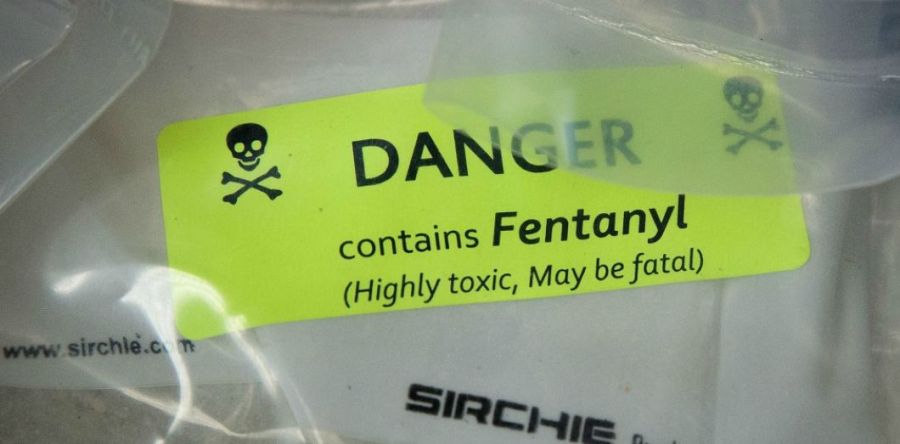 DANGER
contains Fentanyl
(Highly toxic, May be fatal)
www.sirchie.com
SIRCHIE